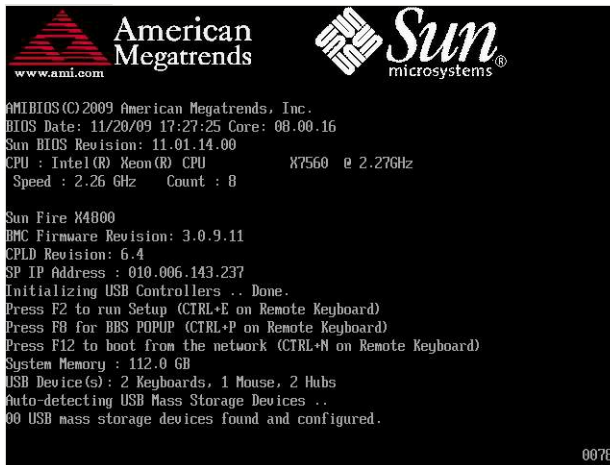 American
Megatrends
www.ami.com
Sun®
microsystems
AMIBIOS(C)2009 American Megatrends, Inc.
BIOS Date: 11/20/09 17:27:25 Core: 08.00.16
Sun BIOS Revision: 11.01.14.00
CPU : Intel(R) Xeon(R) CPU X7560 @ 2.27GHz
Speed : 2.26 GHz Count : 8
Sun Fire X4800
BMC Firmware Revision: 3.0.9.11
CPLD Revision: 6.4
SP IP Address : 010.006.143.237
Initializing USB Controllers .. Done.
Press F2 to run Setup (CTRL+E on Remote Keyboard)
Press F8 for BBS POPUP (CTRL+P on Remote Keyboard)
Press F12 to boot from the network (CTRL+N on Remote Keyboard)
System Memory : 112.0 GB
USB Device(s): 2 Keyboards, 1 Mouse, 2 Hubs
Auto-detecting USB Mass Storage Devices ..
00 USB mass storage devices found and configured.
0078